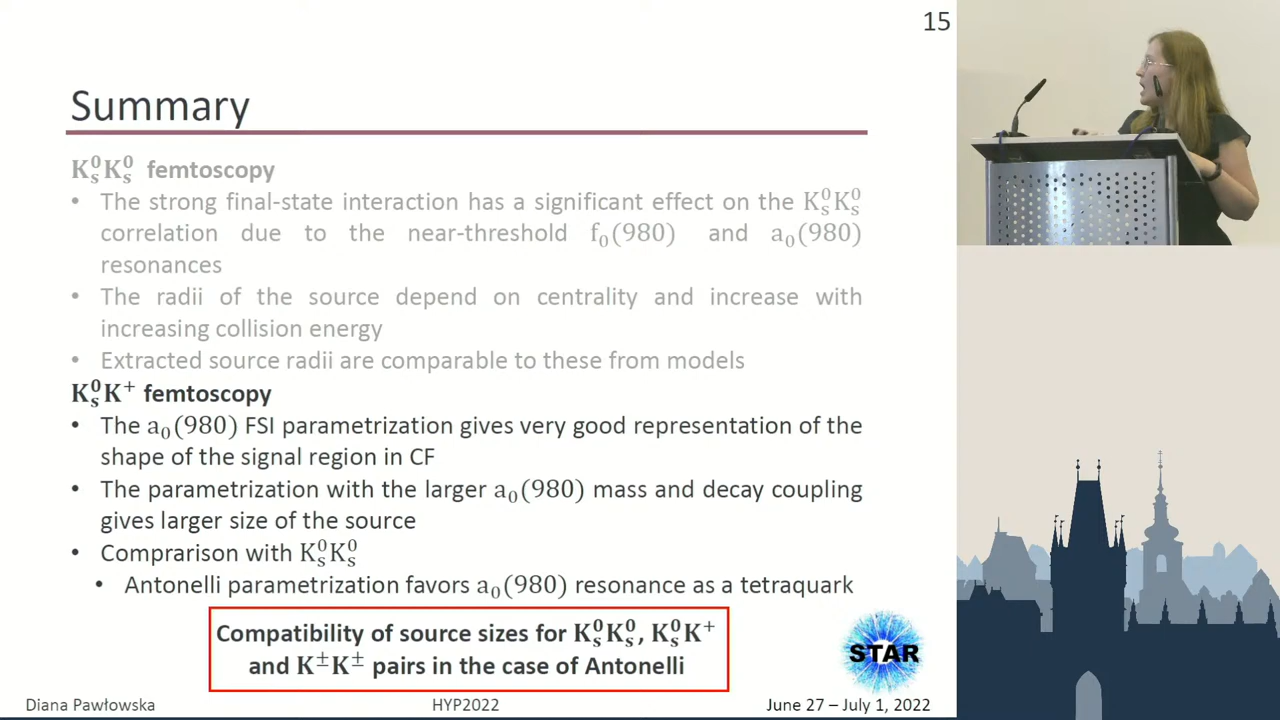 15
Summary
K⁰ₛK⁰ₛ femtoscopy
• The strong final-state interaction has a significant effect on the K⁰ₛK⁰ₛ
correlation due to the near-threshold f₀(980) and a₀(980)
resonances
• The radii of the source depend on centrality and increase with
increasing collision energy
• Extracted source radii are comparable to these from models
K⁰ₛK⁺ femtoscopy
• The a₀(980) FSI parametrization gives very good representation of the
shape of the signal region in CF
• The parametrization with the larger a₀(980) mass and decay coupling
gives larger size of the source
• Comprarison with K⁰ₛK⁰ₛ
• Antonelli parametrization favors a₀(980) resonance as a tetraquark
Compatibility of source sizes for K⁰ₛK⁰ₛ, K⁰ₛK⁺
and K±K± pairs in the case of Antonelli
STAR
Diana Pawłowska HYP2022 June 27 – July 1, 2022